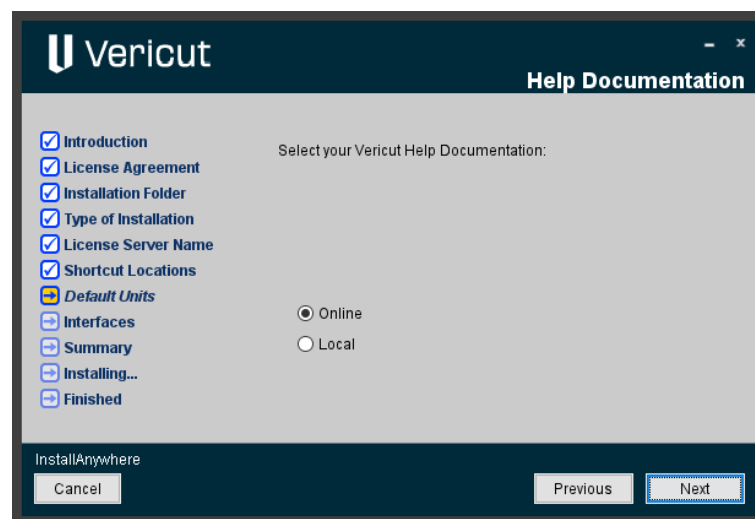 Vericut
Help Documentation
Introduction
License Agreement
Installation Folder
Type of Installation
License Server Name
Shortcut Locations
Default Units
Interfaces
Summary
Installing...
Finished
Select your Vericut Help Documentation:
Online
Local
InstallAnywhere
Cancel
Previous
Next